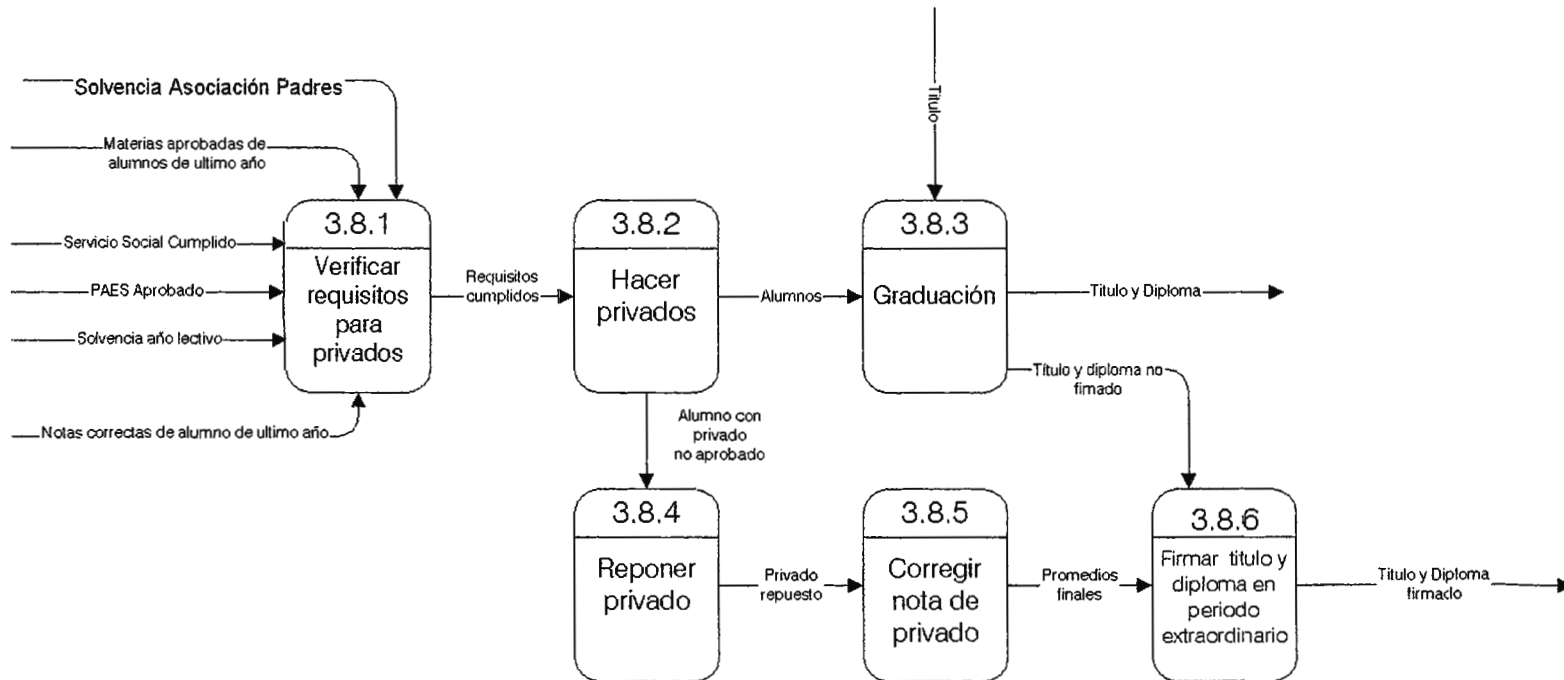 Solvencia Asociación Padres
Titulo
Materias aprobadas de
alumnos de ultimo año
3.8.1
Verificar
requisitos
para
privados
Servicio Social Cumplido
PAES Aprobado
Solvencia año lectivo
Notas correctas de alumno de ultimo año
Requisitos
cumplidos
3.8.2
Hacer
privados
Alumnos
3.8.3
Graduación
Titulo y Diploma
Título y diploma no
fimado
Alumno con
privado
no aprobado
3.8.4
Reponer
privado
Privado
repuesto
3.8.5
Corregir
nota de
privado
Promedios
finales
3.8.6
Firmar titulo y
diploma en
periodo
extraordinario
Titulo y Diploma
firmado